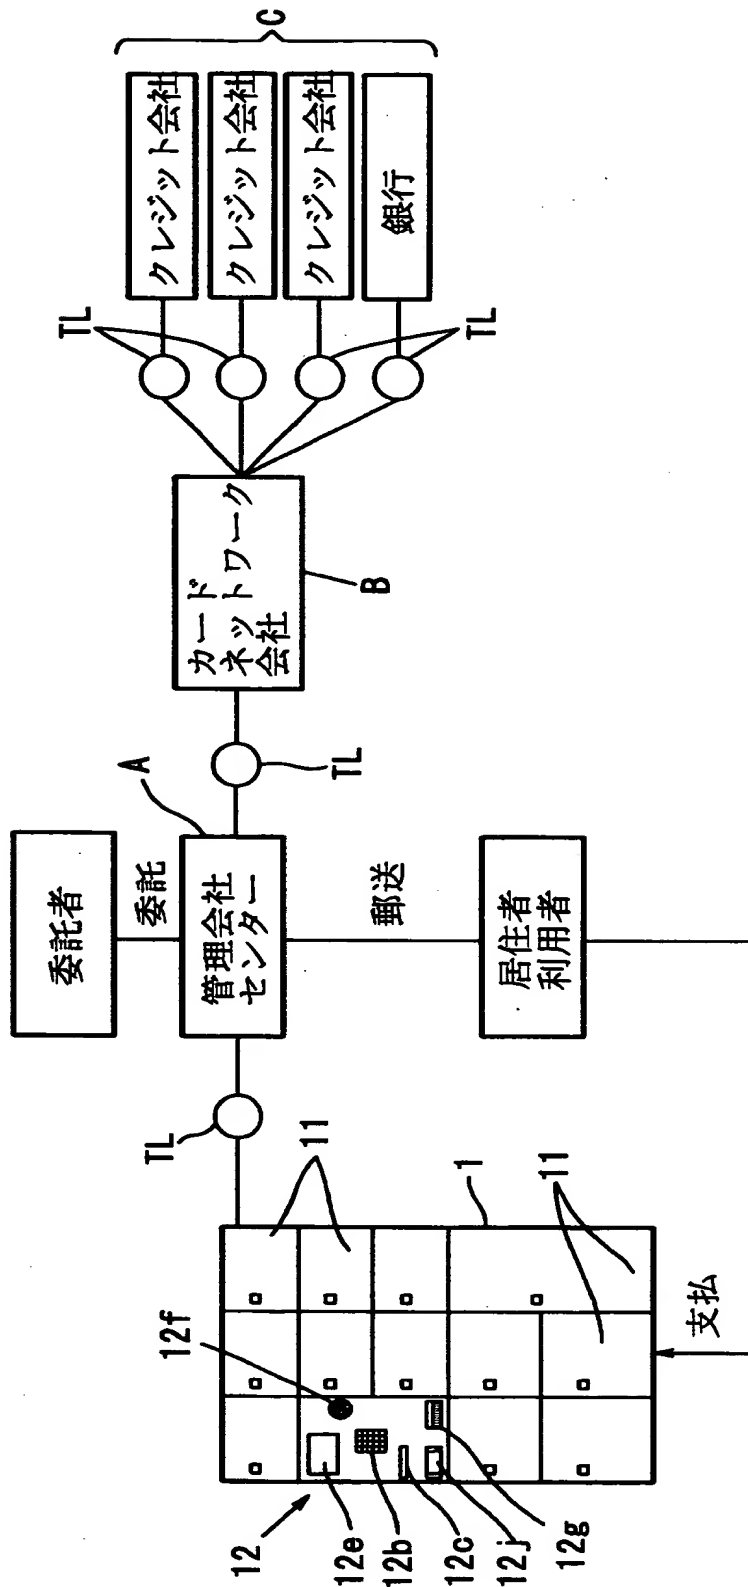 委託者
委託
A
管理会社
センター
郵送
居住者
利用者
TL
TL
カード
ネットワーク
会社
B
TL
TL
クレジット会社
クレジット会社
クレジット会社
銀行
C
12
12e
12b
12c
12j
12g
12f
11
1
11
支払